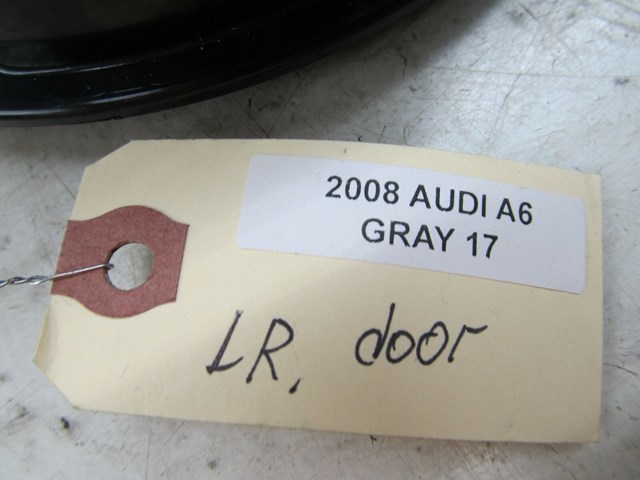 2008 AUDI A6
GRAY 17
LR. door